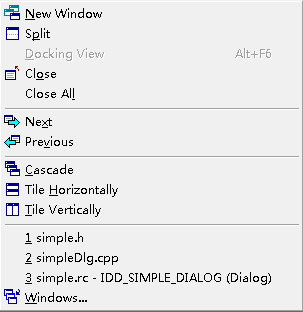 New Window
Split
Docking View Alt+F6
Close
Close All
Next
Previous
Cascade
Tile Horizontally
Tile Vertically
1 simple.h
2 simpleDlg.cpp
3 simple.rc - IDD_SIMPLE_DIALOG (Dialog)
Windows...